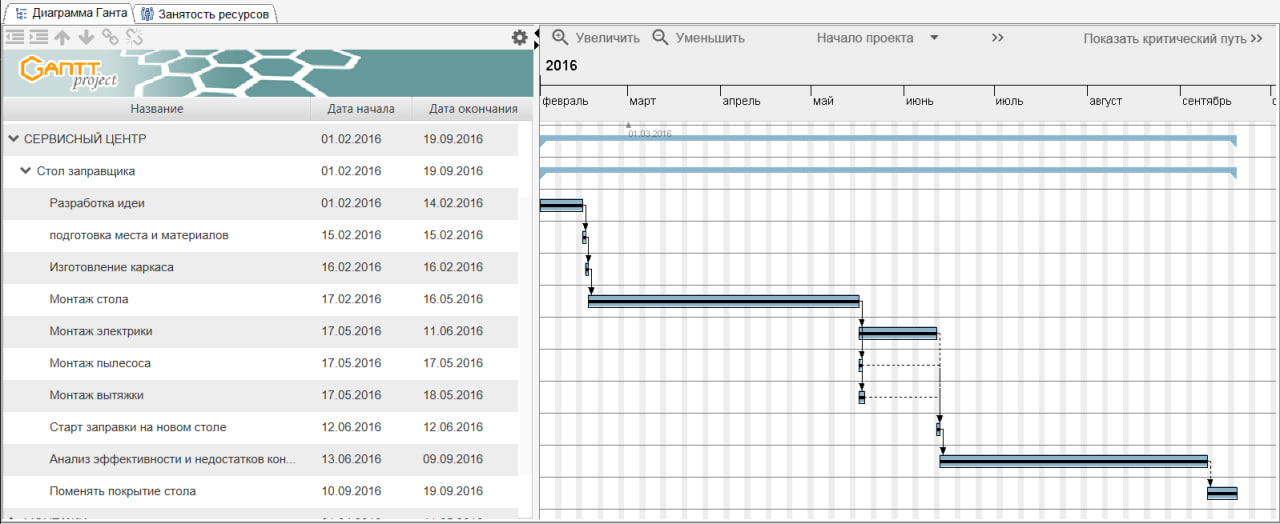 Диаграмма Ганта Занятость ресурсов
Увеличить Уменьшить Начало проекта >> Показать критический путь >>
GANTT
project
2016
Название Дата начала Дата окончания
февраль март апрель май июнь июль август сентябрь
01.03.2016
СЕРВИСНЫЙ ЦЕНТР 01.02.2016 19.09.2016
Стол заправщика 01.02.2016 19.09.2016
Разработка идеи 01.02.2016 14.02.2016
подготовка места и материалов 15.02.2016 15.02.2016
Изготовление каркаса 16.02.2016 16.02.2016
Монтаж стола 17.02.2016 16.05.2016
Монтаж электрики 17.05.2016 11.06.2016
Монтаж пылесоса 17.05.2016 17.05.2016
Монтаж вытяжки 17.05.2016 18.05.2016
Старт заправки на новом столе 12.06.2016 12.06.2016
Анализ эффективности и недостатков кон... 13.06.2016 09.09.2016
Поменять покрытие стола 10.09.2016 19.09.2016